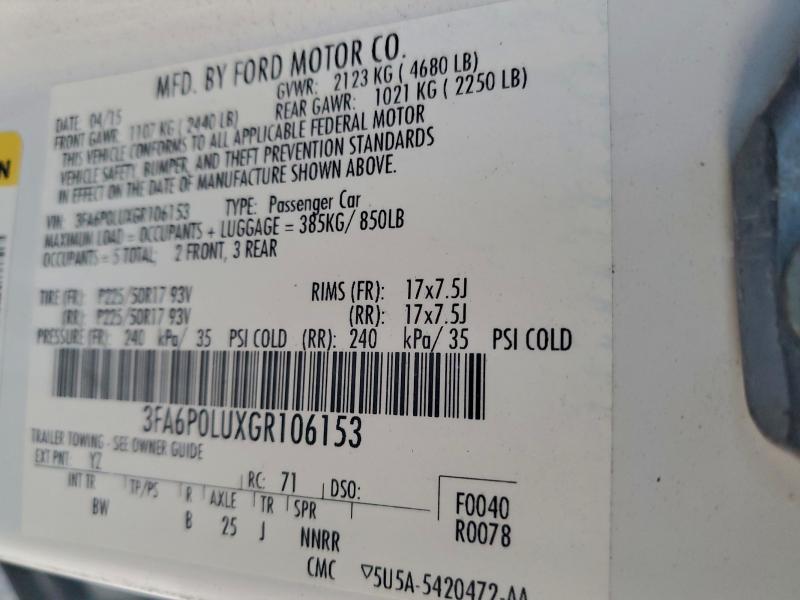 MFD. BY FORD MOTOR CO.
DATE: 04/15 GVWR: 2123 KG ( 4680 LB)
FRONT GAWR: 1107 KG ( 2440 LB) REAR GAWR: 1021 KG ( 2250 LB)
THIS VEHICLE CONFORMS TO ALL APPLICABLE FEDERAL MOTOR
VEHICLE SAFETY, BUMPER, AND THEFT PREVENTION STANDARDS
IN EFFECT ON THE DATE OF MANUFACTURE SHOWN ABOVE.
VIN: 3FA6P0LUXGR106153 TYPE: Passenger Car
MAXIMUM LOAD = OCCUPANTS + LUGGAGE = 385KG/ 850LB
OCCUPANTS = 5 TOTAL; 2 FRONT, 3 REAR
TIRE (FR): P225/50R17 93V RIMS (FR): 17x7.5J
(RR): P225/50R17 93V (RR): 17x7.5J
PRESSURE (FR): 240 kPa/ 35 PSI COLD (RR): 240 kPa/ 35 PSI COLD
3FA6P0LUXGR106153
TRAILER TOWING - SEE OWNER GUIDE
EXT PNT: YZ RC: 71 DSO:
INT TR TP/PS R AXLE TR SPR F0040
BW B 25 J NNRR R0078
CMC ▽5U5A-5420472-AA
N